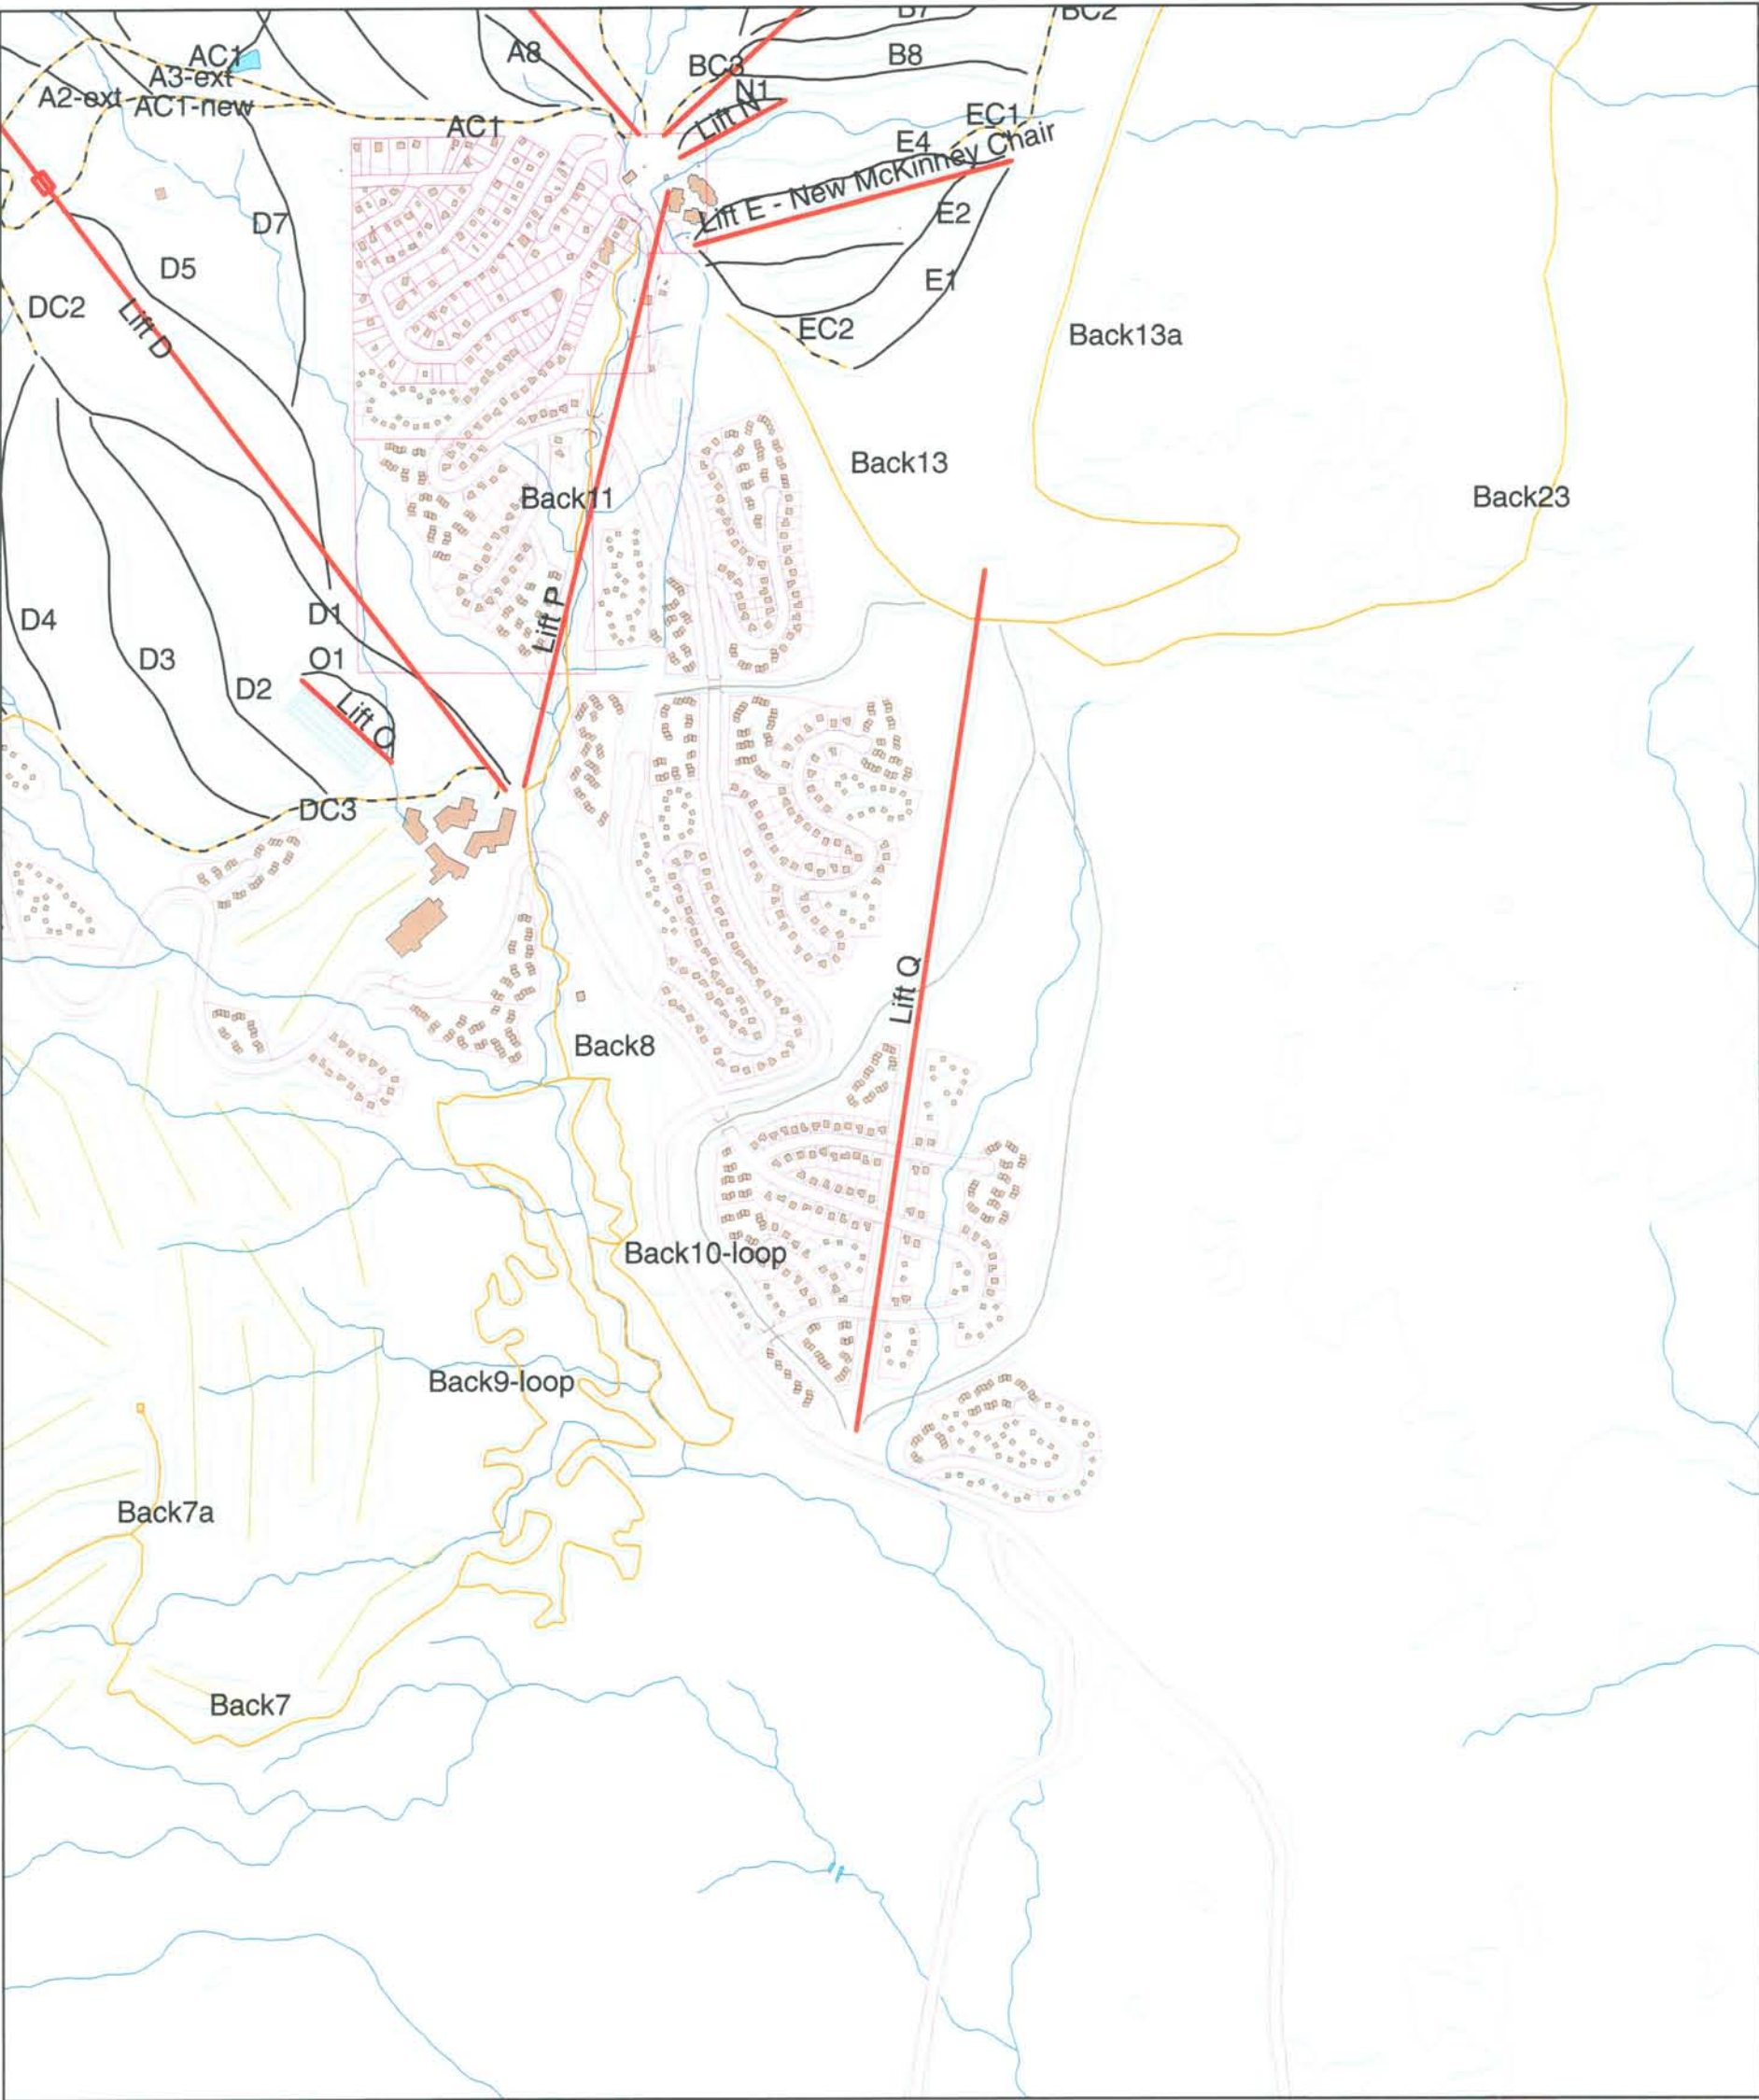 B7
BC2
AC1
A8
B8
A3-ext
BC3
A2-ext
AC1-new
N1
Lift N
EC1
AC1
E4
Lift E - New McKinney Chair
D7
E2
D5
E1
DC2
Lift D
EC2
Back13a
Back13
Back11
Back23
D4
D1
Lift P
D3
O1
D2
Lift O
DC3
Lift Q
Back8
Back10-loop
Back9-loop
Back7a
Back7